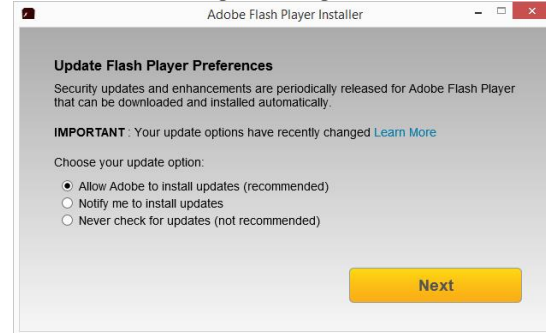 Adobe Flash Player Installer
Update Flash Player Preferences
Security updates and enhancements are periodically released for Adobe Flash Player
that can be downloaded and installed automatically.
IMPORTANT : Your update options have recently changed Learn More
Choose your update option:
Allow Adobe to install updates (recommended)
Notify me to install updates
Never check for updates (not recommended)
Next